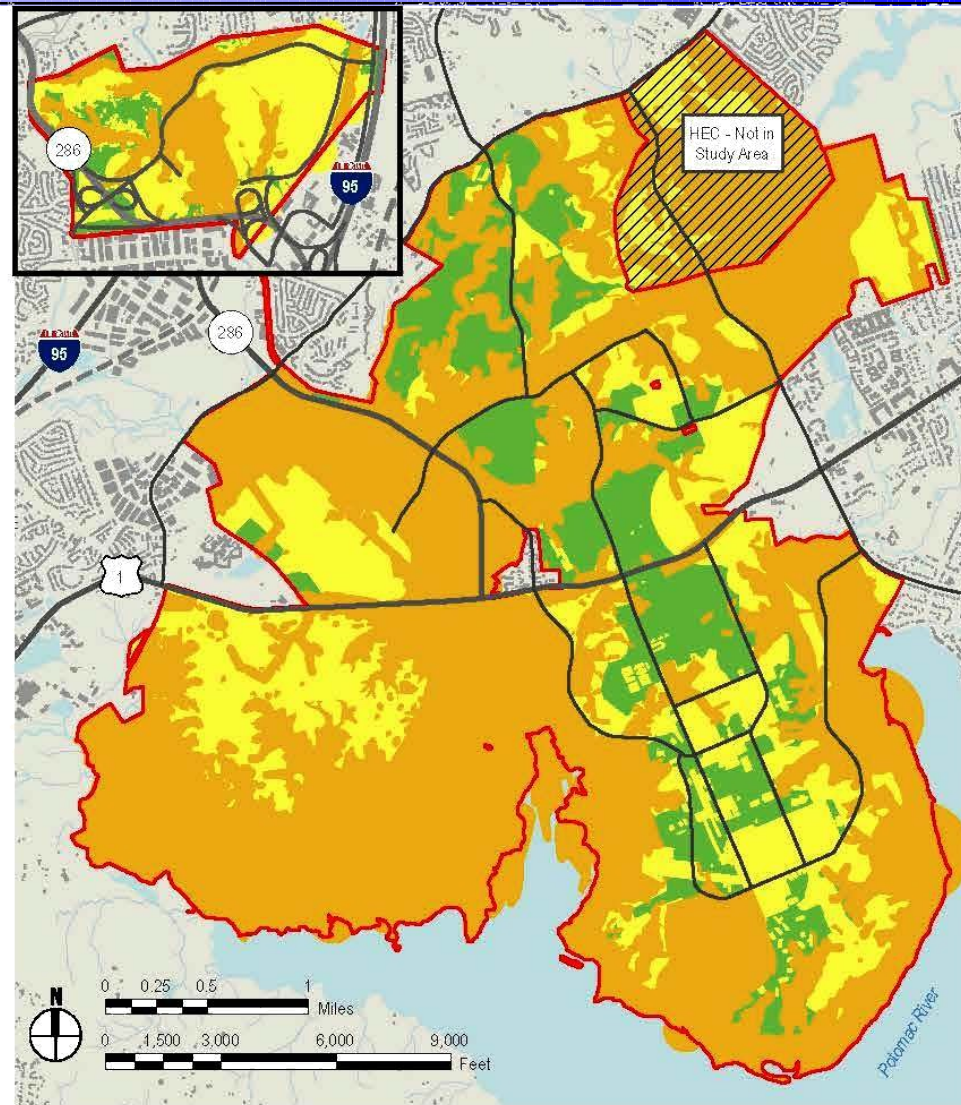 286
95
HEC - Not in
Study Area
286
95
1
N
0 0.25 0.5 1
Miles
0 1,500 3,000 6,000 9,000
Feet
Potomac River